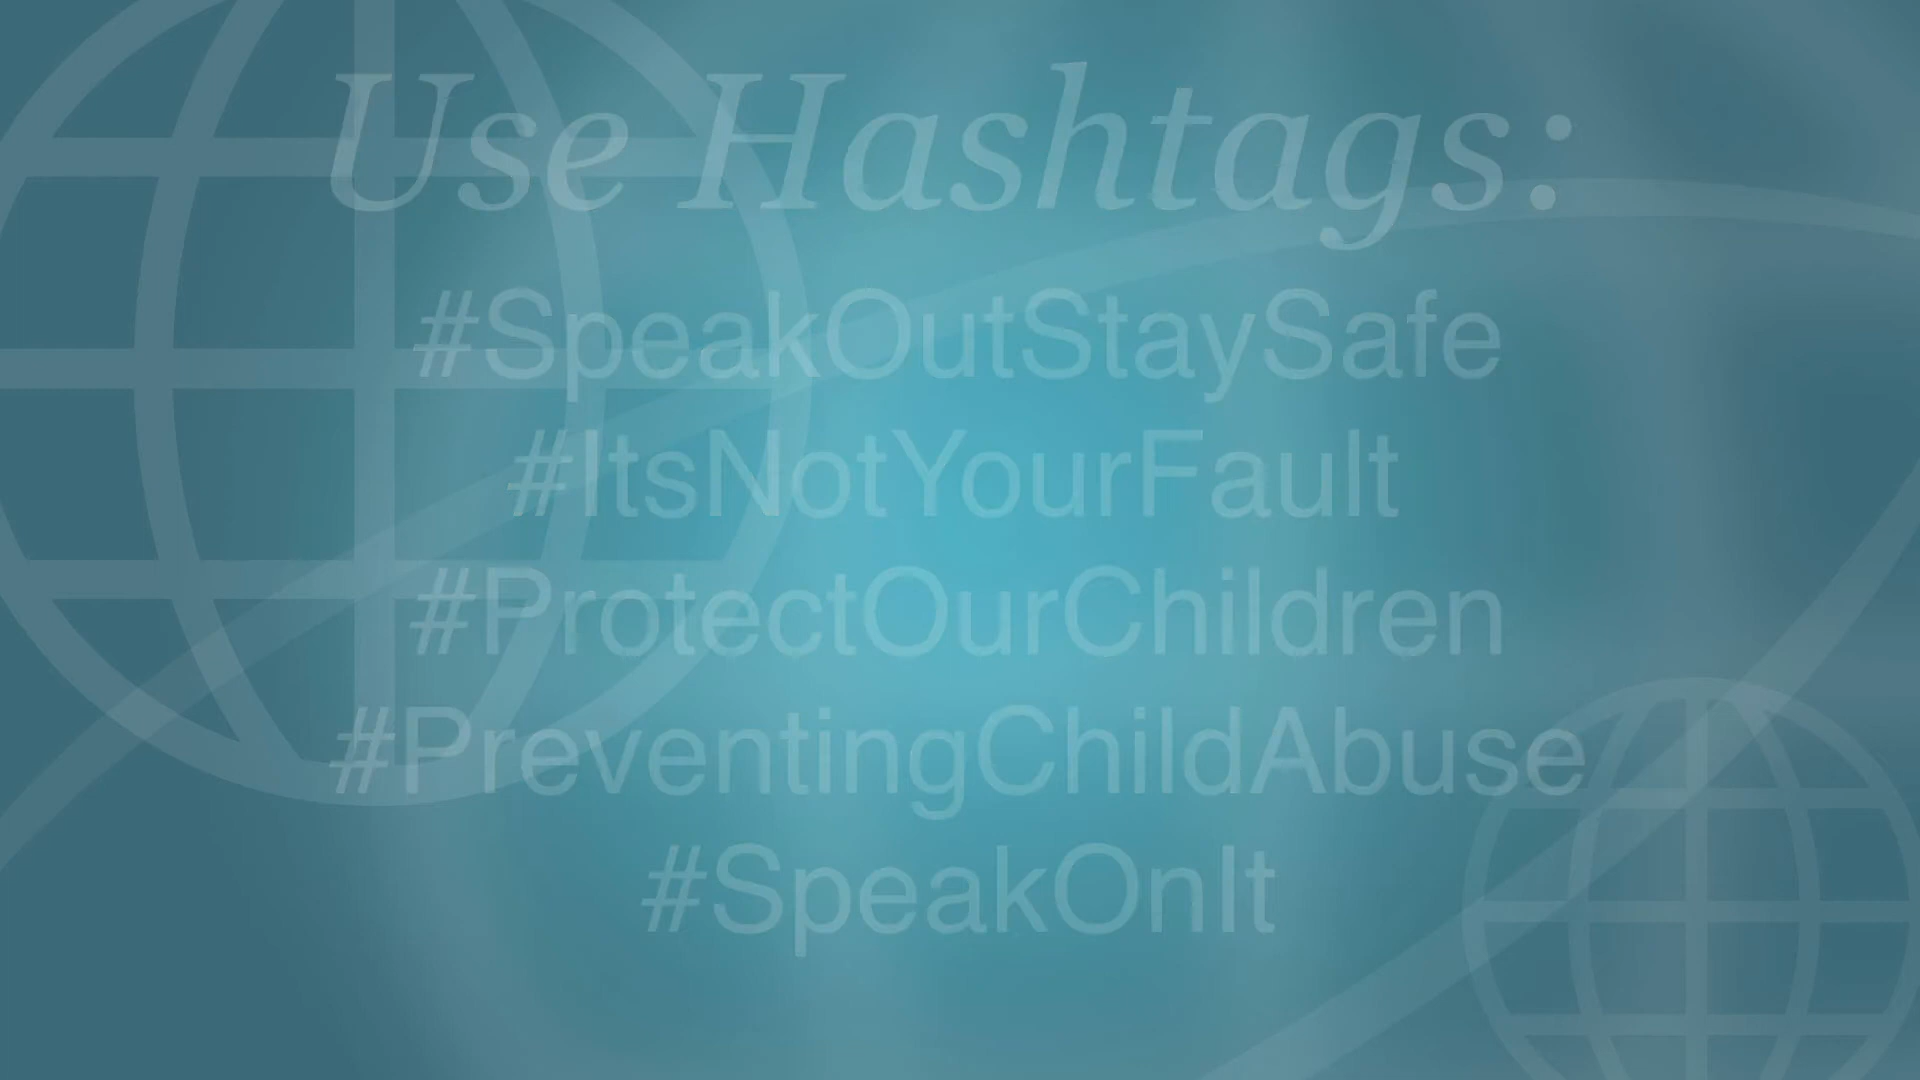 Use Hashtags:
#SpeakOutStaySafe
#ItsNotYourFault
#ProtectOurChildren
#PreventingChildAbuse
#SpeakOnIt